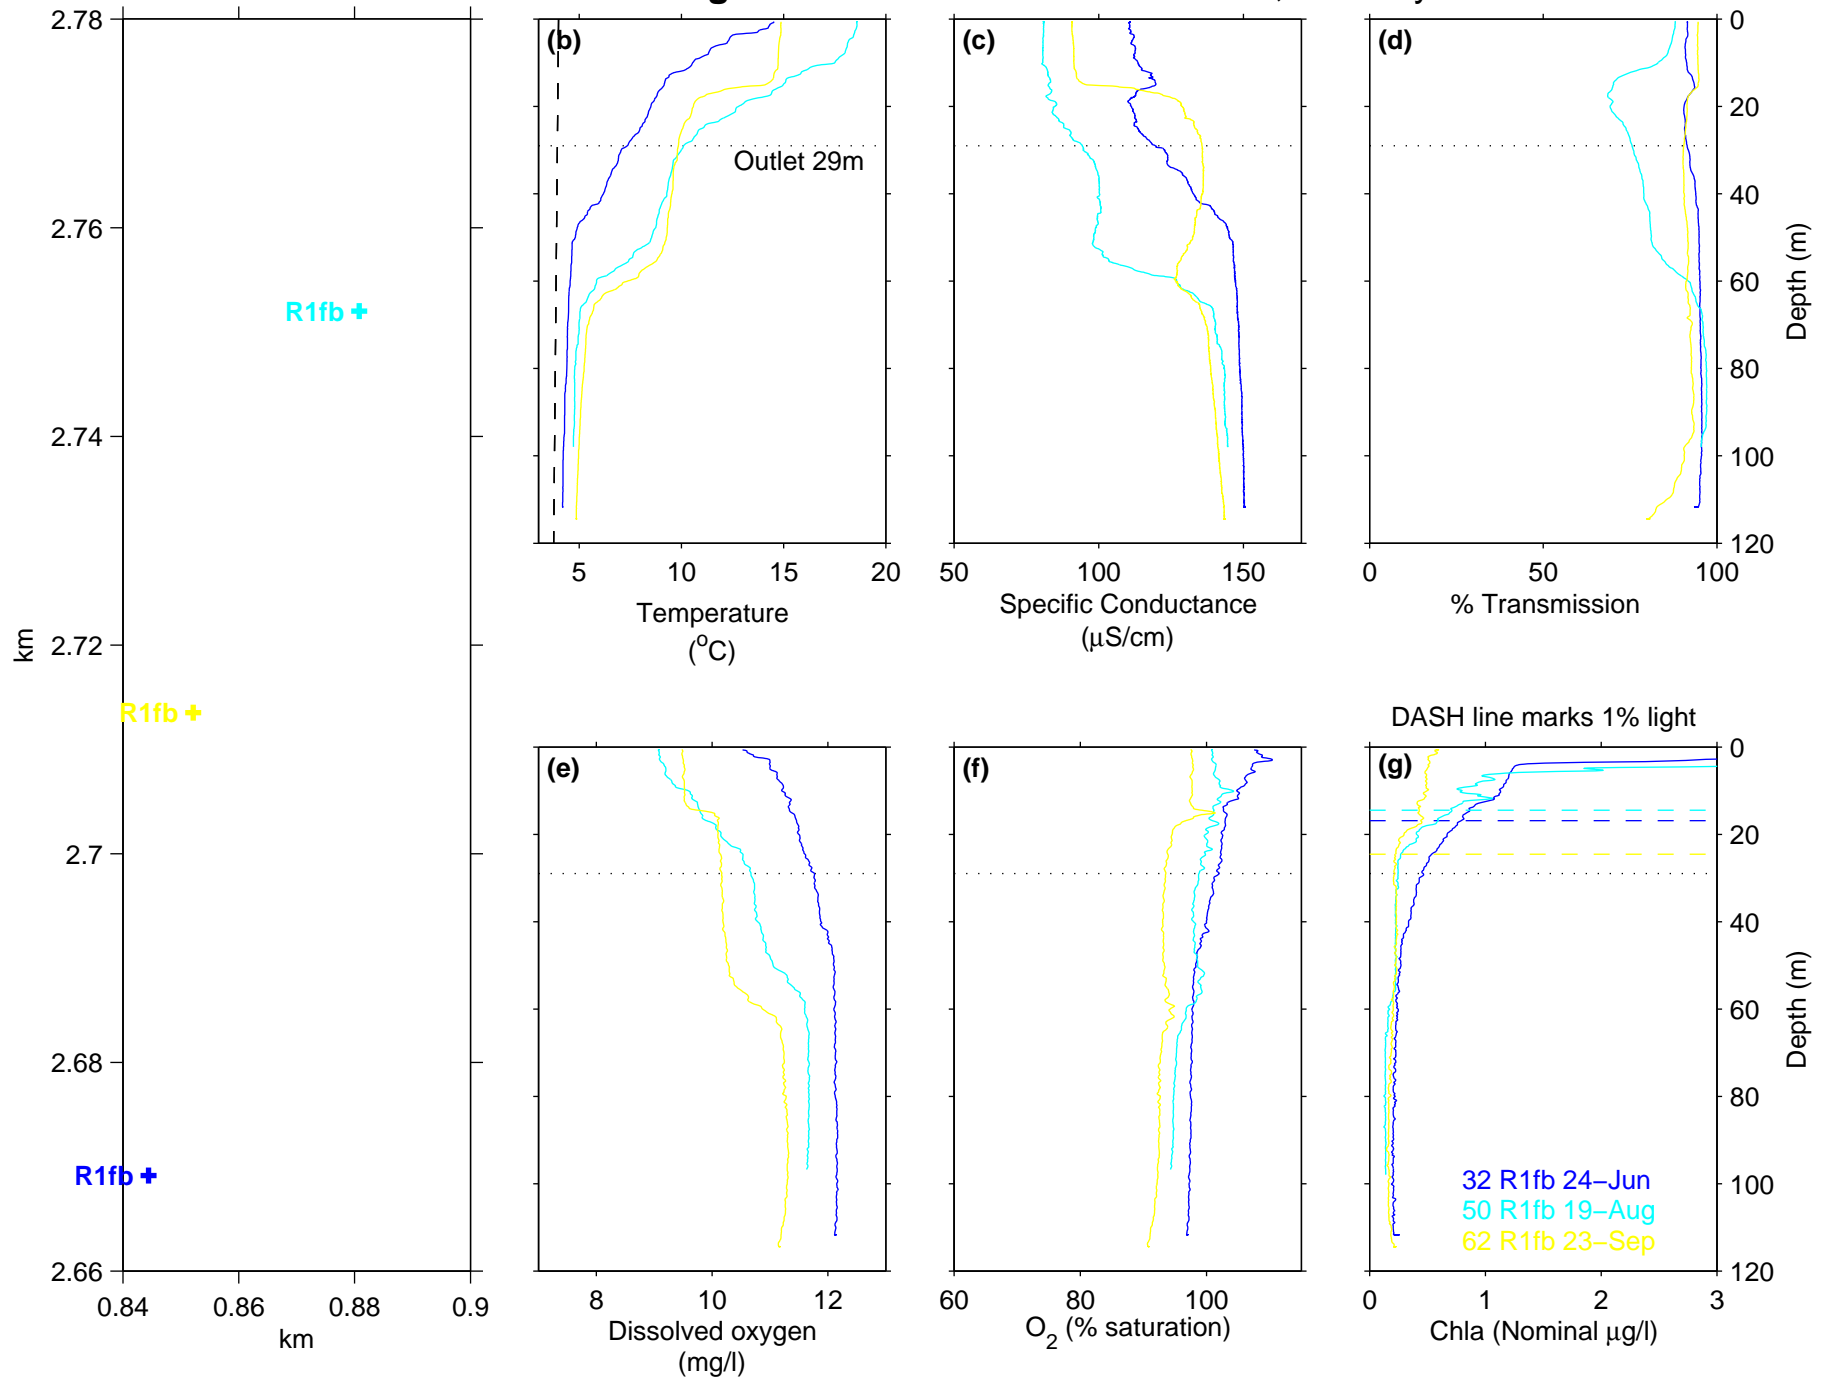 2.78
2.76
2.74
2.72
2.7
2.68
2.66
km
0.84 0.86 0.88 0.9
km
R1fb
R1fb
R1fb
(b)
Outlet 29m
5 10 15 20
Temperature
(°C)
(c)
50 100 150
Specific Conductance
(μS/cm)
(d)
0 50 100
% Transmission
0
20
40
60
80
100
120
Depth (m)
(e)
8 10 12
Dissolved oxygen
(mg/l)
(f)
60 80 100
O2 (% saturation)
DASH line marks 1% light
(g)
32 R1fb 24−Jun
50 R1fb 19−Aug
62 R1fb 23−Sep
0 1 2 3
Chla (Nominal μg/l)
0
20
40
60
80
100
120
Depth (m)